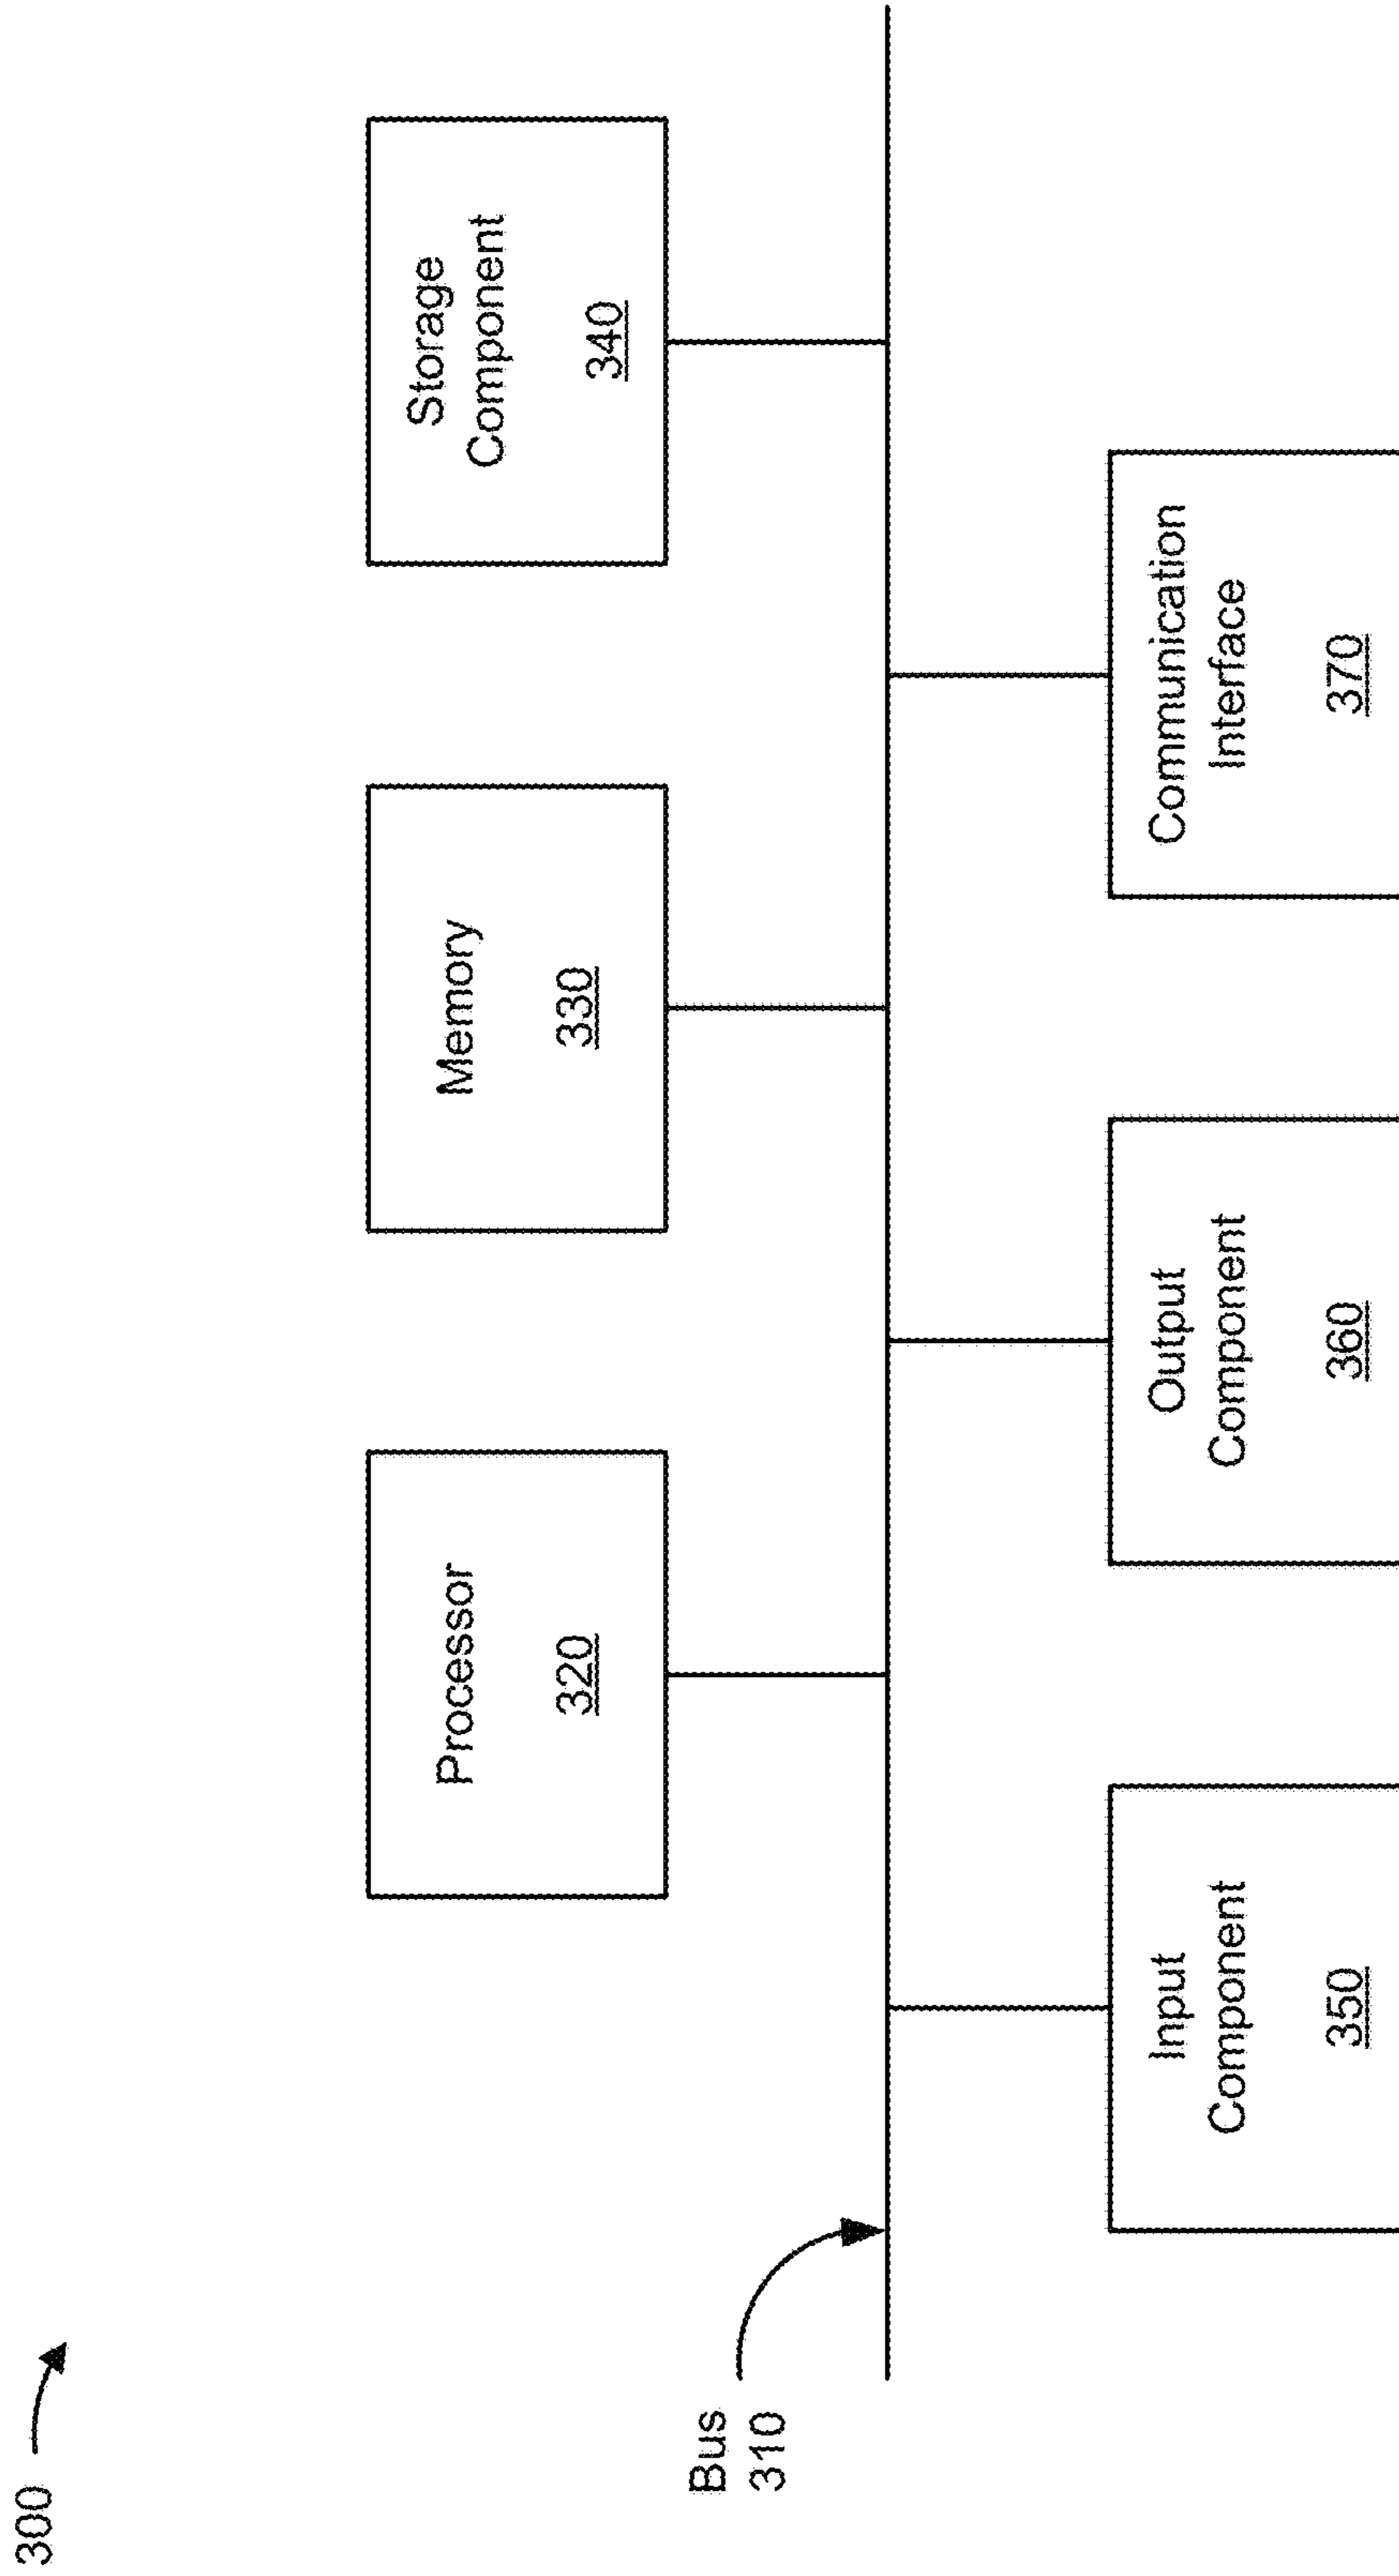 300
Bus
310
Processor
320
Memory
330
Storage
Component
340
Input
Component
350
Output
Component
360
Communication
Interface
370